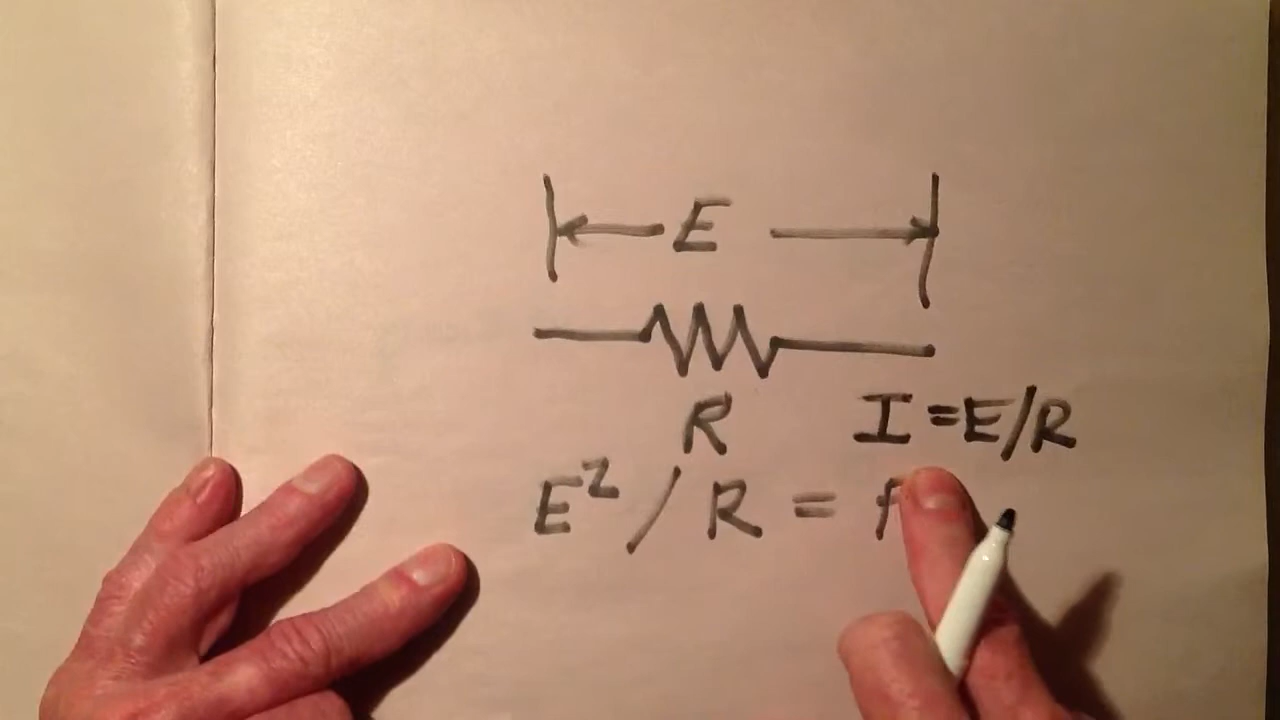 E
R
I = E/R
E² / R =